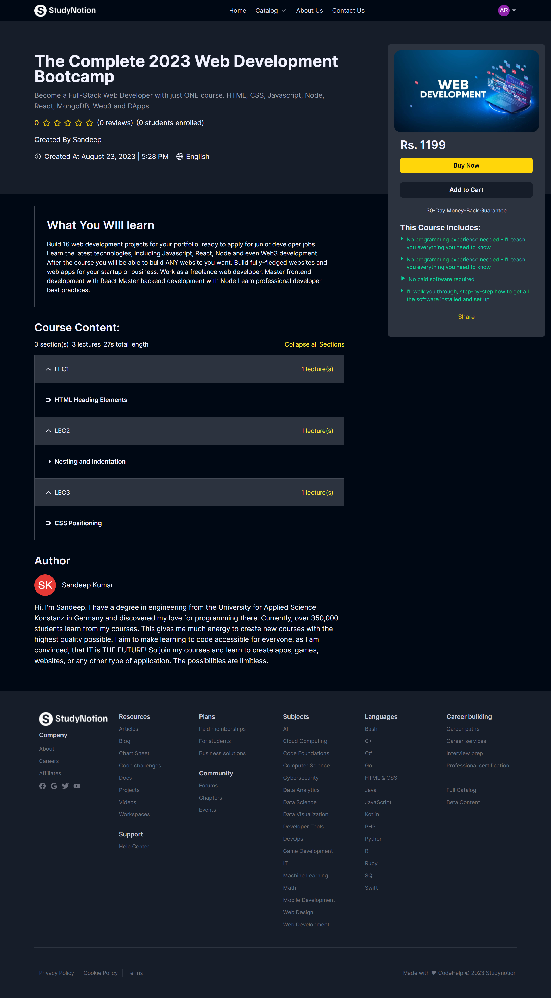 StudyNotion
Home
Catalog
About Us
Contact Us
AR
The Complete 2023 Web Development
Bootcamp
Become a Full-Stack Web Developer with just ONE course. HTML, CSS, Javascript, Node,
React, MongoDB, Web3 and DApps
0 (0 reviews) (0 students enrolled)
Created By Sandeep
Created At August 23, 2023 | 5:28 PM English
WEB
DEVELOPMENT
Rs. 1199
Buy Now
Add to Cart
30-Day Money-Back Guarantee
This Course Includes:
No programming experience needed - I'll teach
you everything you need to know
No programming experience needed - I'll teach
you everything you need to know
No paid software required
I'll walk you through, step-by-step how to get all
the software installed and set up
Share
What You WIll learn
Build 16 web development projects for your portfolio, ready to apply for junior developer jobs.
Learn the latest technologies, including Javascript, React, Node and even Web3 development.
After the course you will be able to build ANY website you want. Build fully-fledged websites and
web apps for your startup or business. Work as a freelance web developer. Master frontend
development with React Master backend development with Node Learn professional developer
best practices.
Course Content:
3 section(s) 3 lectures 27s total length
Collapse all Sections
LEC1
1 lecture(s)
HTML Heading Elements
LEC2
1 lecture(s)
Nesting and Indentation
LEC3
1 lecture(s)
CSS Positioning
Author
SK
Sandeep Kumar
Hi. I'm Sandeep. I have a degree in engineering from the University for Applied Science
Konstanz in Germany and discovered my love for programming there. Currently, over 350,000
students learn from my courses. This gives me much energy to create new courses with the
highest quality possible. I aim to make learning to code accessible for everyone, as I am
convinced, that IT is THE FUTURE! So join my courses and learn to create apps, games,
websites, or any other type of application. The possibilities are limitless.
StudyNotion
Company
About
Careers
Affiliates
Resources
Articles
Blog
Chart Sheet
Code challenges
Docs
Projects
Videos
Workspaces
Support
Help Center
Plans
Paid memberships
For students
Business solutions
Community
Forums
Chapters
Events
Subjects
AI
Cloud Computing
Code Foundations
Computer Science
Cybersecurity
Data Analytics
Data Science
Data Visualization
Developer Tools
DevOps
Game Development
IT
Machine Learning
Math
Mobile Development
Web Design
Web Development
Languages
Bash
C++
C#
Go
HTML & CSS
Java
JavaScript
Kotlin
PHP
Python
R
Ruby
SQL
Swift
Career building
Career paths
Career services
Interview prep
Professional certification
-
Full Catalog
Beta Content
Privacy Policy
Cookie Policy
Terms
Made with ♥ CodeHelp © 2023 Studynotion